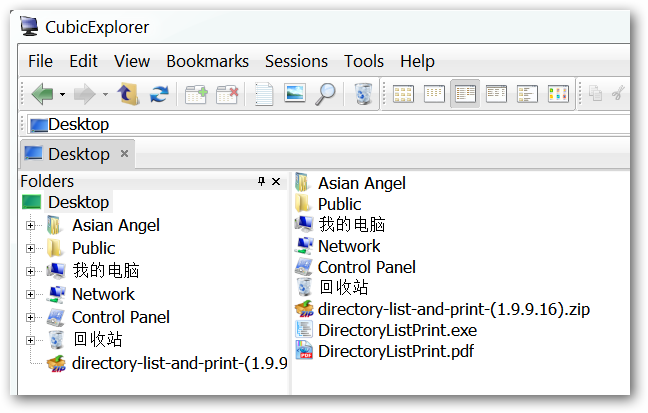 CubicExplorer
File Edit View Bookmarks Sessions Tools Help
Desktop
Desktop
Folders
Desktop
Asian Angel
Public
我的电脑
Network
Control Panel
回收站
directory-list-and-print-(1.9.9
Asian Angel
Public
我的电脑
Network
Control Panel
回收站
directory-list-and-print-(1.9.9.16).zip
DirectoryListPrint.exe
DirectoryListPrint.pdf